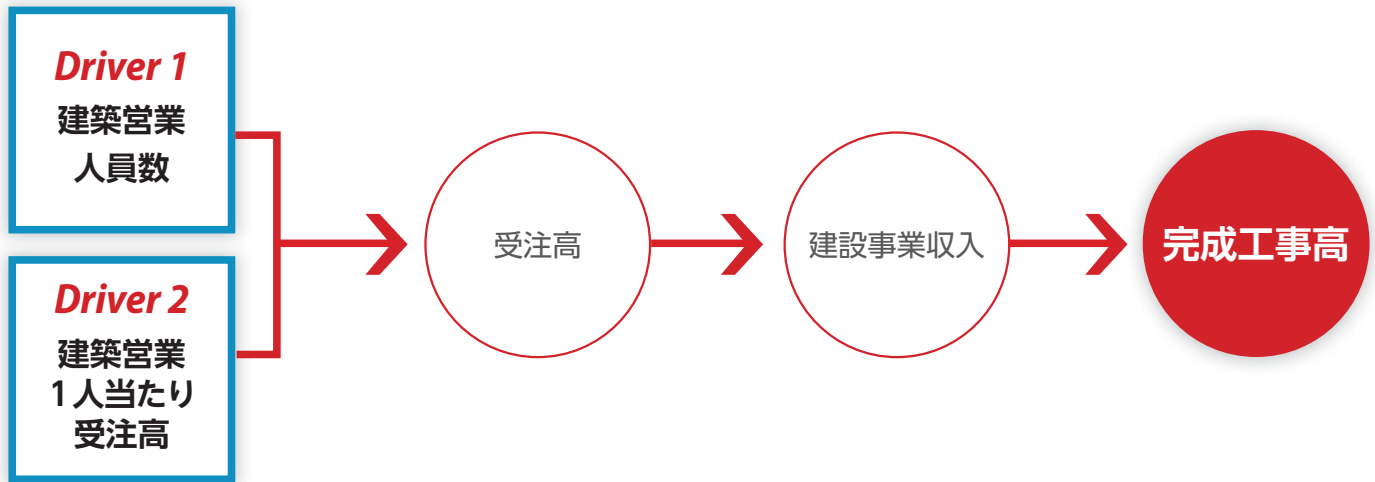 Driver 1
建築営業
人員数
Driver 2
建築営業
1人当たり
受注高
受注高
建設事業収入
完成工事高